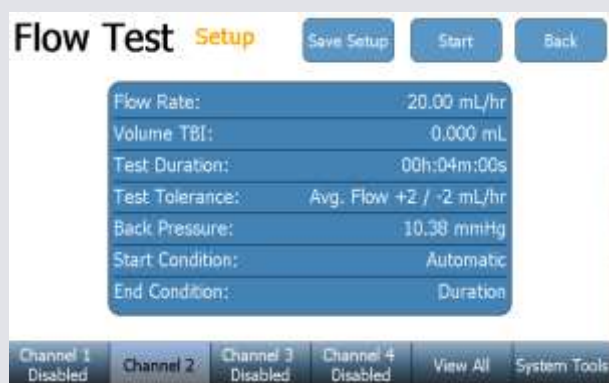 Flow Test Setup Save Setup Start Back
Flow Rate: 20.00 mL/hr
Volume TBI: 0.000 mL
Test Duration: 00h:04m:00s
Test Tolerance: Avg. Flow +2 / -2 mL/hr
Back Pressure: 10.38 mmHg
Start Condition: Automatic
End Condition: Duration
Channel 1 Disabled Channel 2 Channel 3 Disabled Channel 4 Disabled View All System Tools